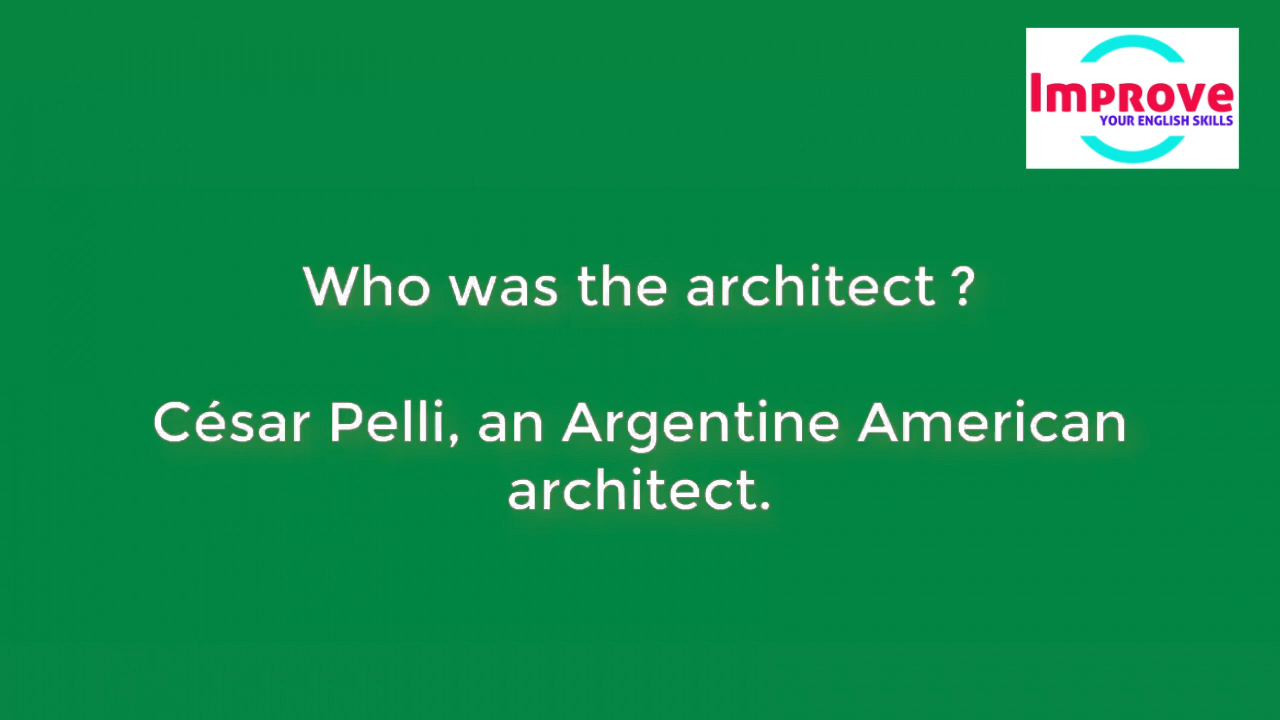 Improve
YOUR ENGLISH SKILLS
Who was the architect ?
César Pelli, an Argentine American
architect.